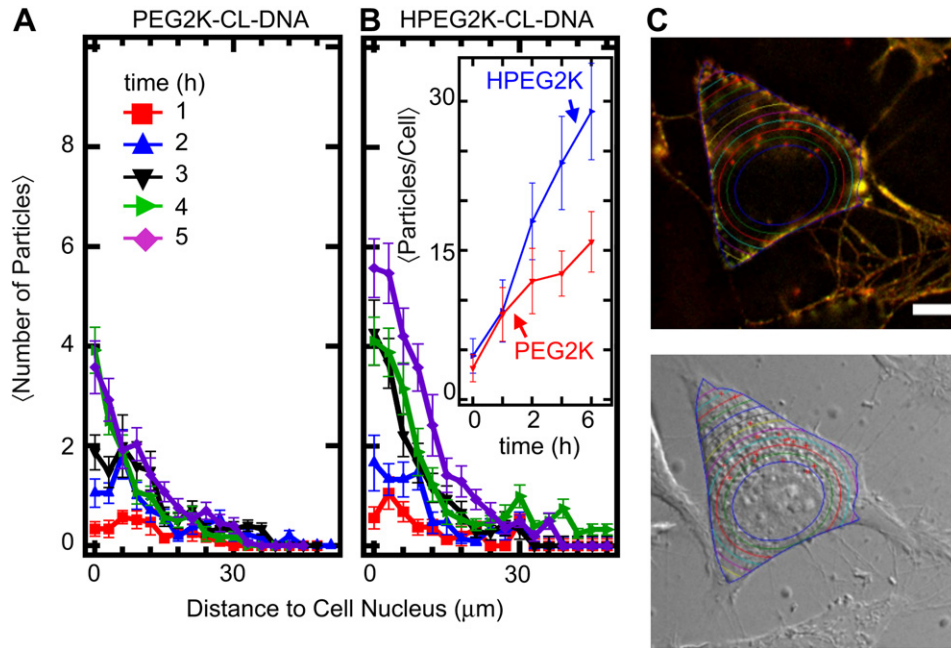 A
PEG2K-CL-DNA
⟨Number of Particles⟩
8
6
4
2
0
time (h)
1
2
3
4
5
0
30
B
HPEG2K-CL-DNA
⟨Particles/Cell⟩
30
15
0
HPEG2K
PEG2K
0 1 2 6 6
time (h)
0
30
Distance to Cell Nucleus (μm)
C